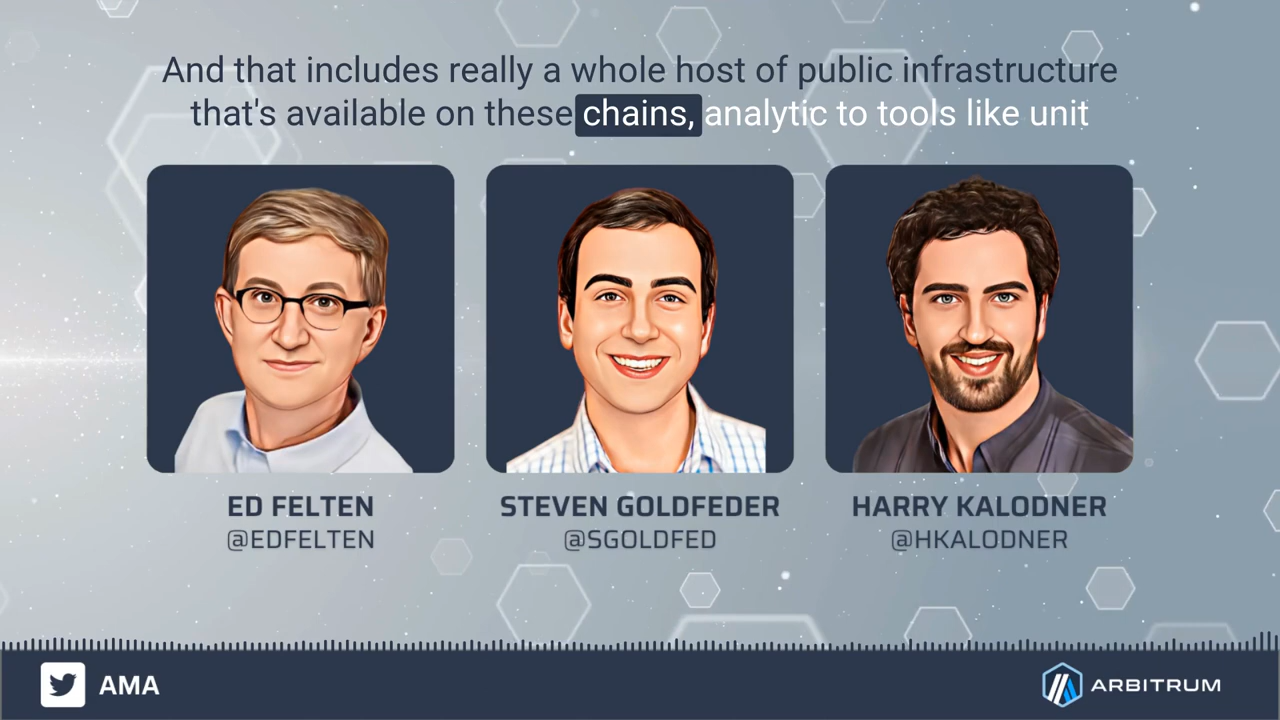 And that includes really a whole host of public infrastructure
that's available on these chains, analytic to tools like unit
ED FELTEN
@EDFELTEN
STEVEN GOLDFEDER
@SGOLDFED
HARRY KALODNER
@HKALODNER
AMA
ARBITRUM